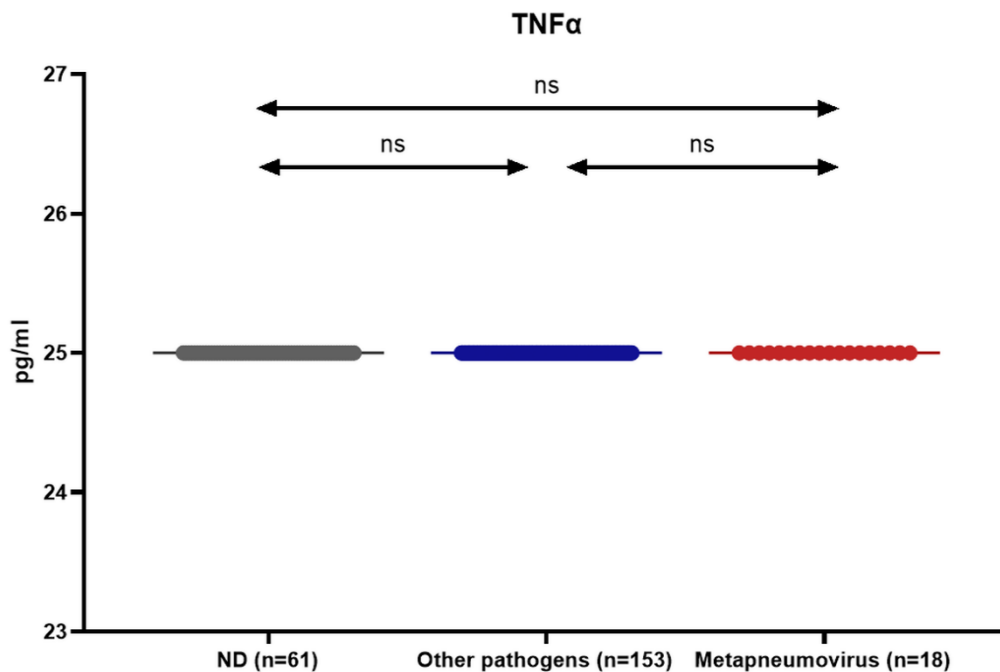 TNFα
27
ns
ns
ns
26
25
pg/ml
24
23
ND (n=61)
Other pathogens (n=153)
Metapneumovirus (n=18)